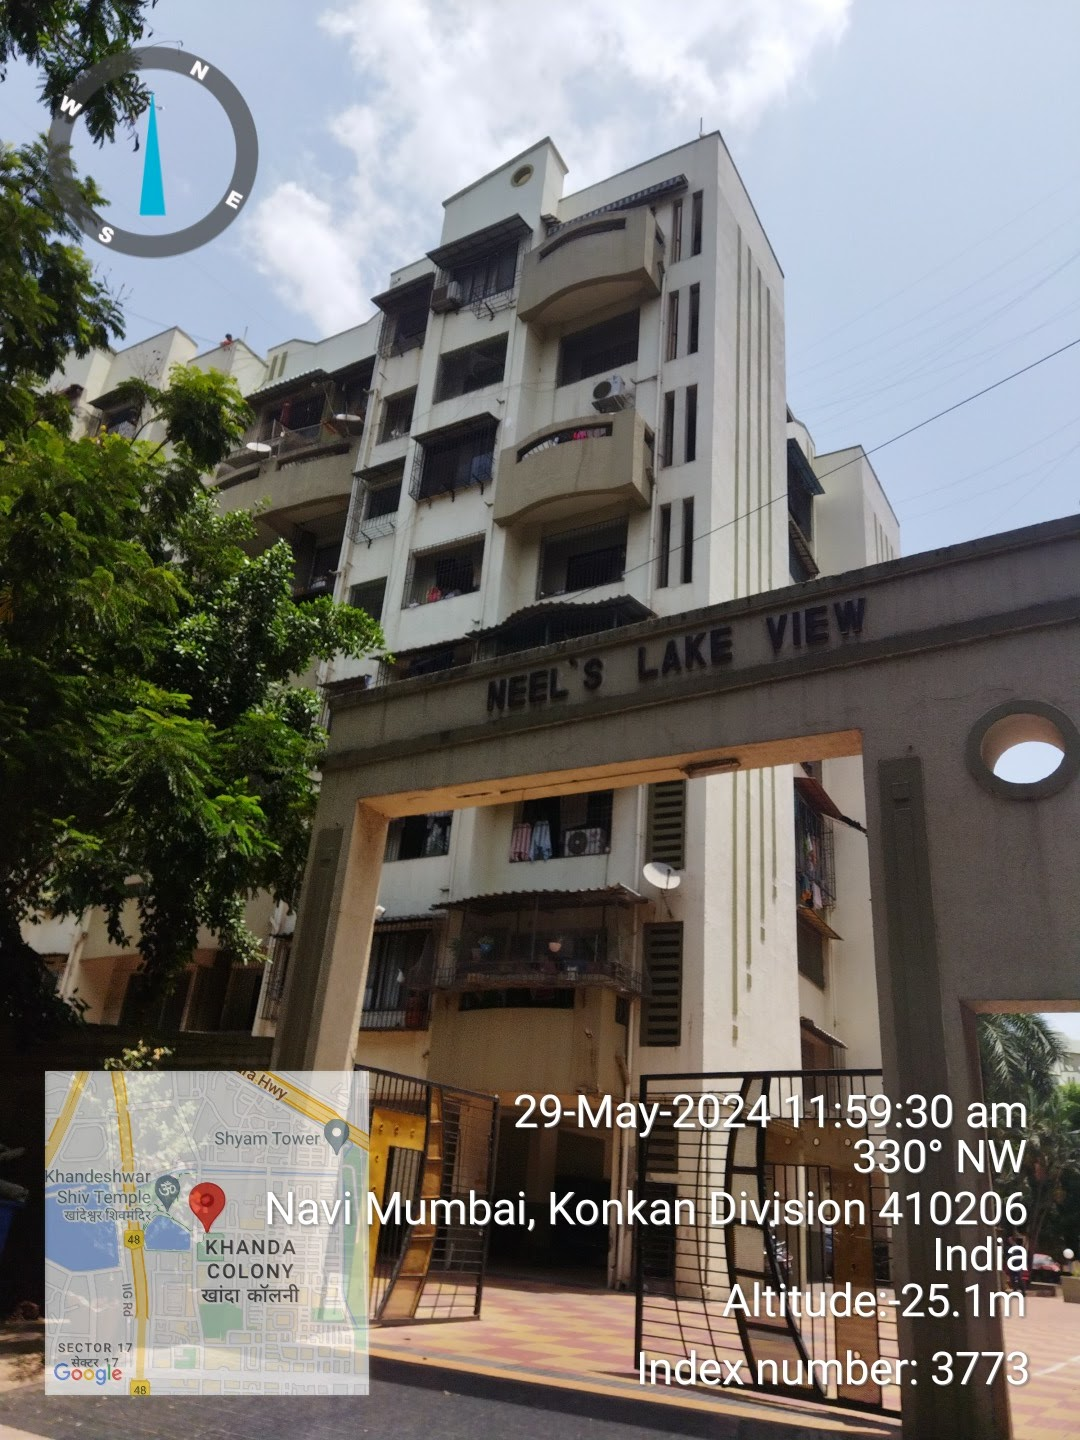 N
W
E
S
NEEL'S LAKE VIEW
ra Hwy
Shyam Tower
Khandeshwar
Shiv Temple
खांदेश्वर शिवमंदिर
48
KHANDA
COLONY
खांदा कॉलनी
IIG Rd
SECTOR 17
सेक्टर 17
Google
48
29-May-2024 11:59:30 am
330° NW
Navi Mumbai, Konkan Division 410206
India
Altitude:-25.1m
Index number: 3773